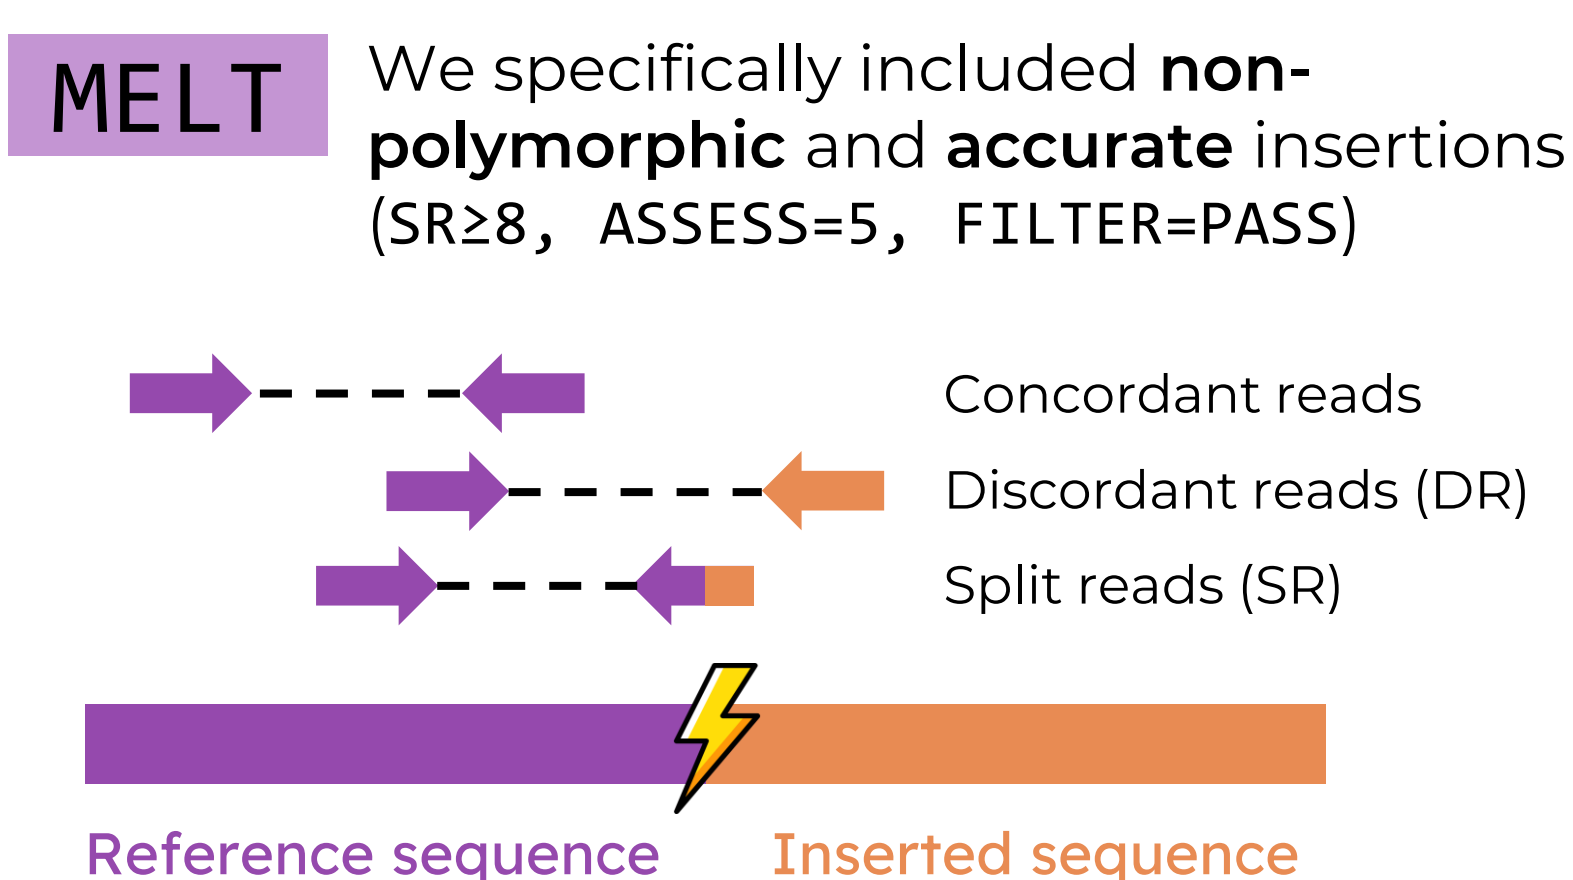 MELT
We specifically included non-
polymorphic and accurate insertions
(SR≥8, ASSESS=5, FILTER=PASS)
Concordant reads
Discordant reads (DR)
Split reads (SR)
Reference sequence
Inserted sequence